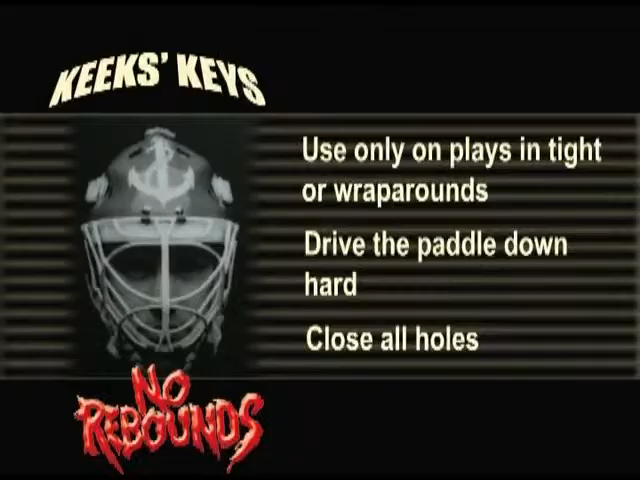 KEEKS' KEYS
Use only on plays in tight
or wraparounds
Drive the paddle down
hard
Close all holes
NO
REBOUNDS